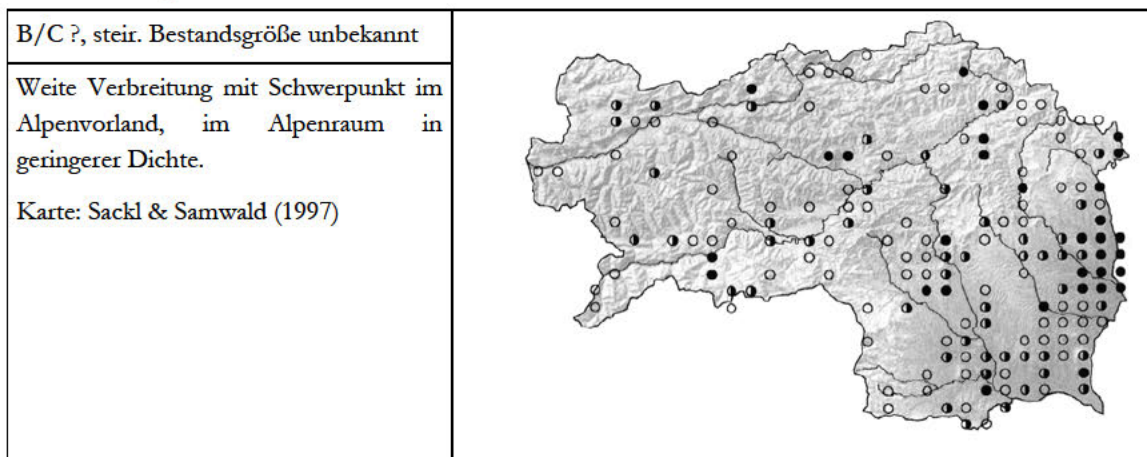 B/C ?, steir. Bestandsgröße unbekannt
Weite Verbreitung mit Schwerpunkt im
Alpenvorland, im Alpenraum in
geringerer Dichte.
Karte: Sackl & Samwald (1997)